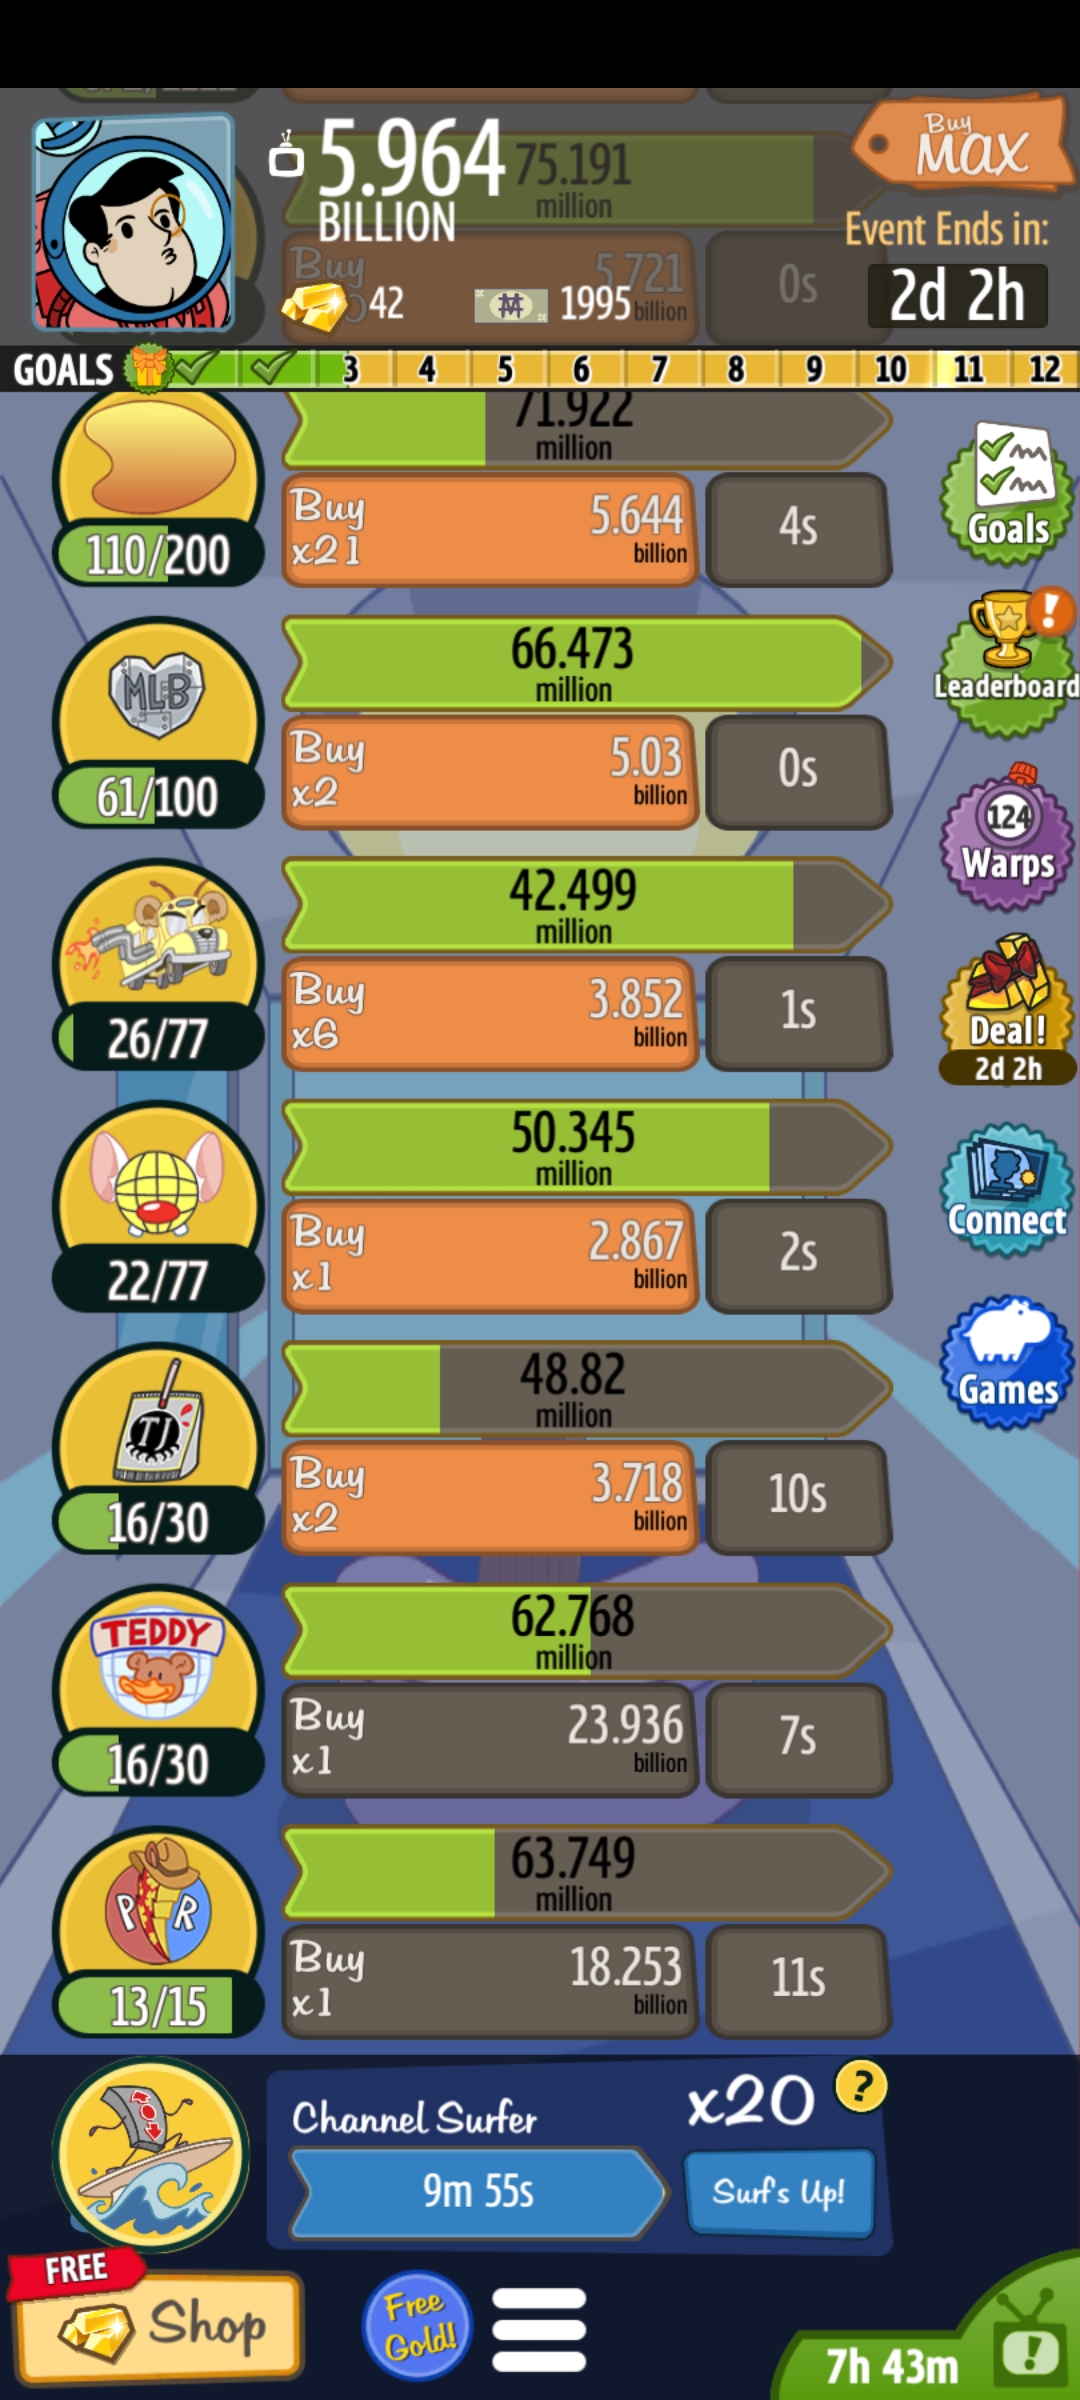 5.964
BILLION
75.191
million
Buy
MAX
Event Ends in:
2d 2h
Buy
5.721
billion
0s
42
1995
GOALS 3 4 5 6 7 8 9 10 11 12
71.922
million
110/200
Buy
x21
5.644
billion
4s
Goals
MLB
61/100
66.473
million
Buy
x2
5.03
billion
0s
Leaderboard
26/77
42.499
million
Buy
x6
3.852
billion
1s
124
Warps
Deal!
2d 2h
22/77
50.345
million
Buy
x1
2.867
billion
2s
Connect
TJ
16/30
48.82
million
Buy
x2
3.718
billion
10s
Games
TEDDY
16/30
62.768
million
Buy
x1
23.936
billion
7s
P R
13/15
63.749
million
Buy
x1
18.253
billion
11s
Channel Surfer
x20
?
9m 55s
Surf's Up!
FREE
Shop
Free
Gold!
7h 43m
!